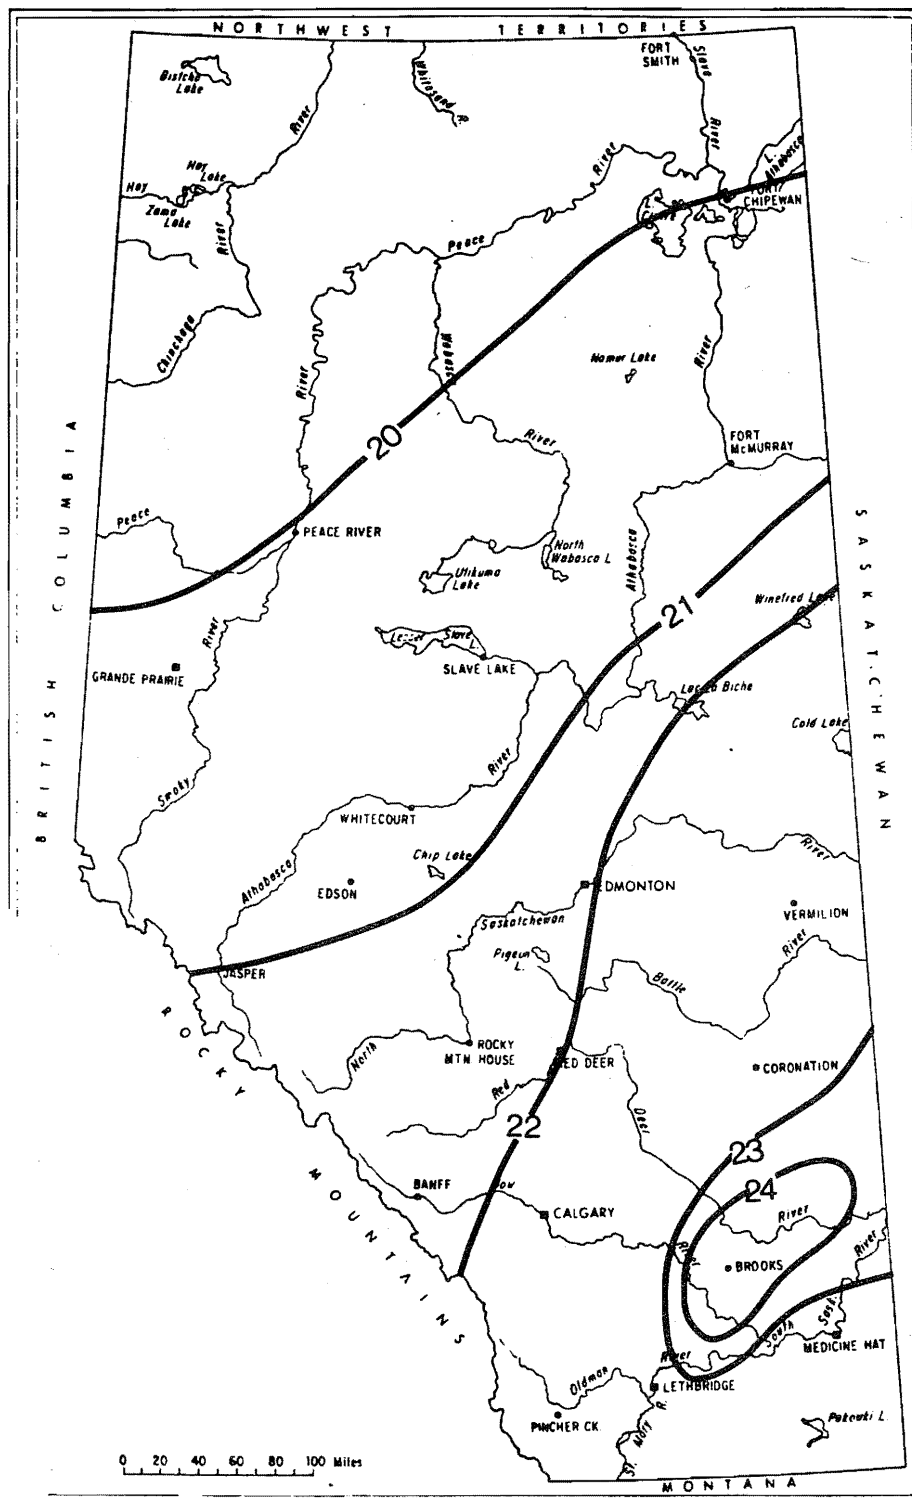 NORTHWEST TERRITORIES
FORT
SMITH
Slave
River
Bistcho
Lake
Whitesand
R.
River
L.
Athabasca
Hay
Lake
Hay
Zama
Lake
River
River
FORT
CHIPEWAN
Peace
Chinchaga
River
Wabasca
Namur Lake
River
20
River
FORT
McMURRAY
BRITISH COLUMBIA
Peace
PEACE RIVER
North
Wabasca L.
Utikuma
Lake
Athabasca
SASKATCHEWAN
21
Winefred Lake
River
Lesser Slave
L.
SLAVE LAKE
GRANDE PRAIRIE
Lac La Biche
Cold Lake
River
Smoky
WHITECOURT
River
Chip Lake
Athabasca
EDSON
EDMONTON
VERMILION
Saskatchewan
River
Pigeon
L.
Battle
JASPER
ROCKY
MTN HOUSE
North
RED DEER
CORONATION
Red
Deer
22
23
24
ROCKY MOUNTAINS
BANFF
Bow
CALGARY
River
River
River
BROOKS
Sask.
South
MEDICINE HAT
River
Oldman
LETHBRIDGE
PINCHER CK.
St. Mary R.
Pakowki L.
0 20 40 60 80 100 Miles
MONTANA